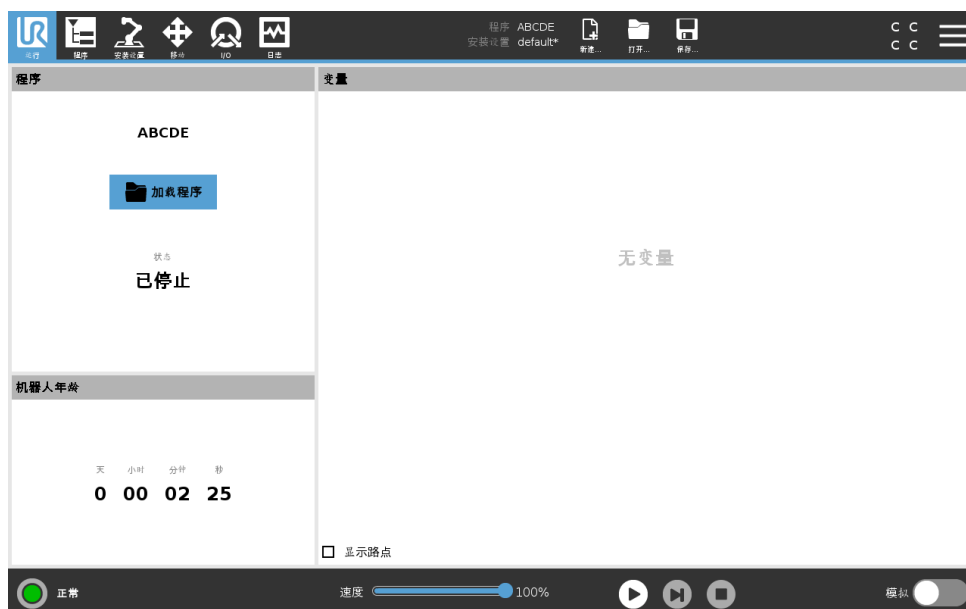 程序 ABCDE
安装设置 default*
C C
C C
运行 程序 安装设置 移动 I/O 日志 新建... 打开... 保存...
程序
变量
ABCDE
加载程序
状态
已停止
无变量
机器人年龄
天 小时 分钟 秒
0 00 02 25
显示路点
正常 速度 100% 模拟